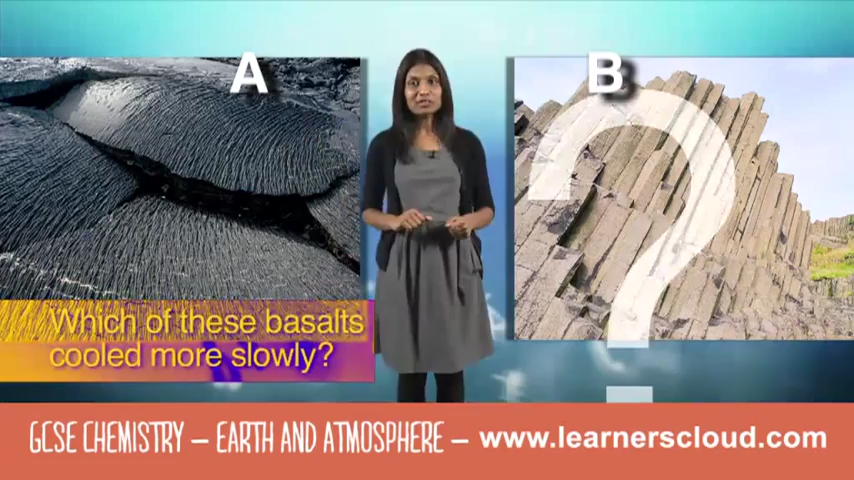 A
B
?
Which of these basalts
cooled more slowly?
GCSE CHEMISTRY – EARTH AND ATMOSPHERE – www.learnerscloud.com